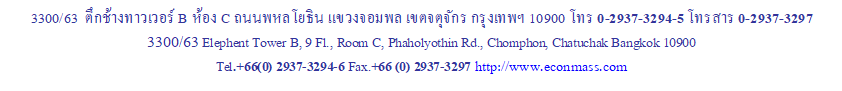 3300/63 ตึกช้างทาวเวอร์ B ห้อง C ถนนพหลโยธิน แขวงจอมพล เขตจตุจักร กรุงเทพฯ 10900 โทร 0-2937-3294-5 โทรสาร 0-2937-3297
3300/63 Elephent Tower B, 9 Fl., Room C, Phaholyothin Rd., Chomphon, Chatuchak Bangkok 10900
Tel.+66(0) 2937-3294-6 Fax.+66 (0) 2937-3297 http://www.econmass.com